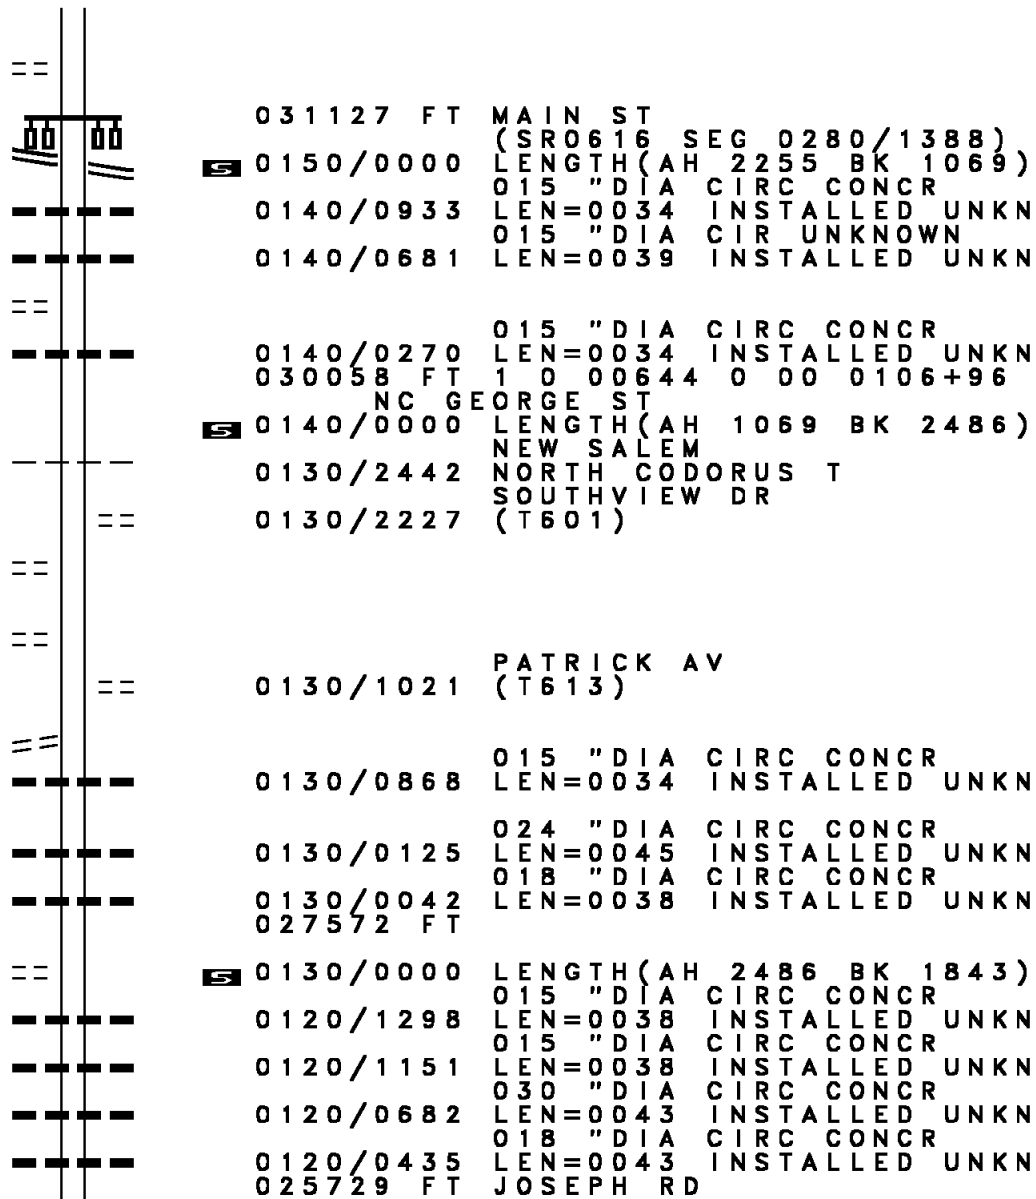 031127 FT MAIN ST
(SR0616 SEG 0280/1388)
S 0150/0000 LENGTH(AH 2255 BK 1069)
015 "DIA CIRC CONCR
0140/0933 LEN=0034 INSTALLED UNKN
015 "DIA CIR UNKNOWN
0140/0681 LEN=0039 INSTALLED UNKN
015 "DIA CIRC CONCR
0140/0270 LEN=0034 INSTALLED UNKN
030058 FT 1 0 00644 0 00 0106+96
NC GEORGE ST
S 0140/0000 LENGTH(AH 1069 BK 2486)
NEW SALEM
0130/2442 NORTH CODORUS T
SOUTHVIEW DR
0130/2227 (T601)
PATRICK AV
0130/1021 (T613)
015 "DIA CIRC CONCR
0130/0868 LEN=0034 INSTALLED UNKN
024 "DIA CIRC CONCR
0130/0125 LEN=0045 INSTALLED UNKN
018 "DIA CIRC CONCR
0130/0042 LEN=0038 INSTALLED UNKN
027572 FT
S 0130/0000 LENGTH(AH 2486 BK 1843)
015 "DIA CIRC CONCR
0120/1298 LEN=0038 INSTALLED UNKN
015 "DIA CIRC CONCR
0120/1151 LEN=0038 INSTALLED UNKN
030 "DIA CIRC CONCR
0120/0682 LEN=0043 INSTALLED UNKN
018 "DIA CIRC CONCR
0120/0435 LEN=0043 INSTALLED UNKN
025729 FT JOSEPH RD